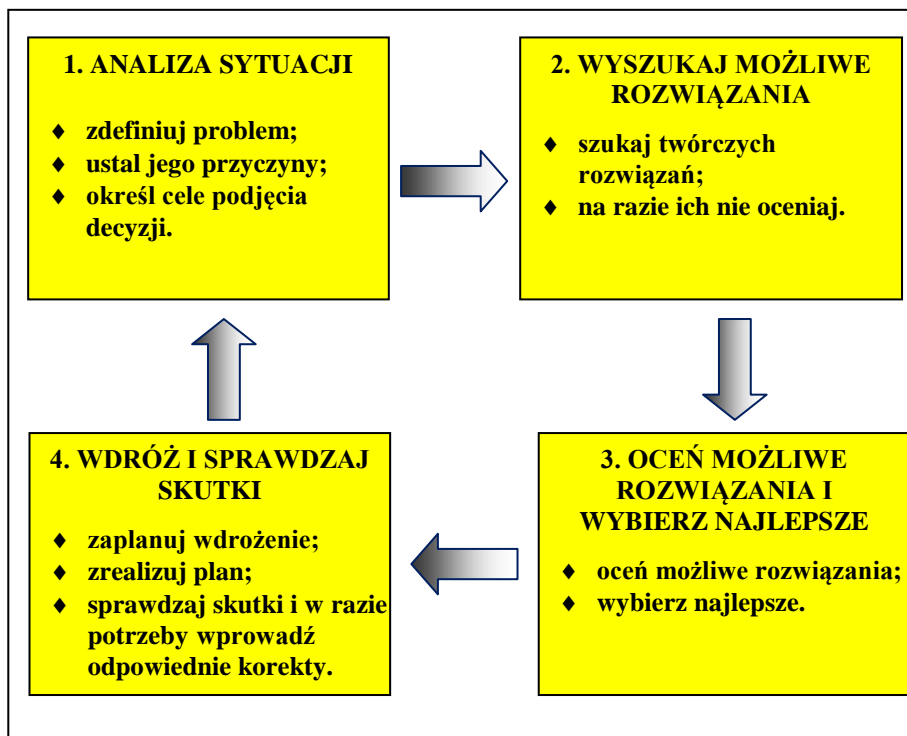 1. ANALIZA SYTUACJI
♦ zdefiniuj problem;
♦ ustal jego przyczyny;
♦ określ cele podjęcia
decyzji.
2. WYSZUKAJ MOŻLIWE
ROZWIĄZANIA
♦ szukaj twórczych
rozwiązań;
♦ na razie ich nie oceniaj.
3. OCEŃ MOŻLIWE
ROZWIĄZANIA I
WYBIERZ NAJLEPSZE
♦ oceń możliwe rozwiązania;
♦ wybierz najlepsze.
4. WDRÓŻ I SPRAWDZAJ
SKUTKI
♦ zaplanuj wdrożenie;
♦ zrealizuj plan;
♦ sprawdzaj skutki i w razie
potrzeby wprowadź
odpowiednie korekty.